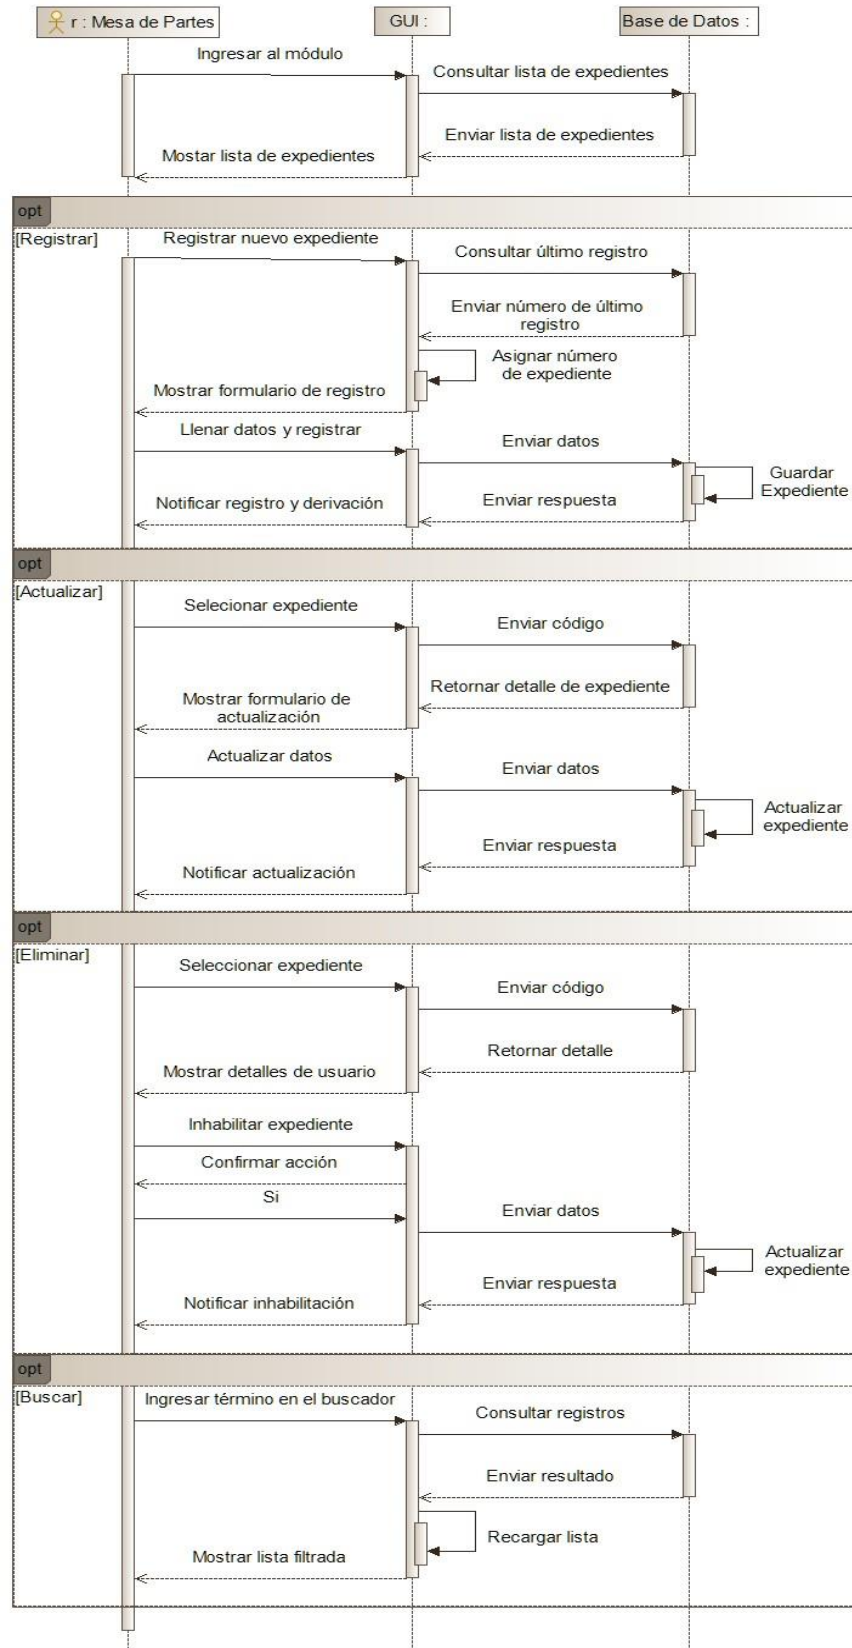 r : Mesa de Partes
GUI :
Base de Datos :
Ingresar al módulo
Consultar lista de expedientes
Enviar lista de expedientes
Mostar lista de expedientes
opt
[Registrar]
Registrar nuevo expediente
Consultar último registro
Enviar número de último
registro
Asignar número
de expediente
Mostrar formulario de registro
Llenar datos y registrar
Enviar datos
Guardar
Expediente
Enviar respuesta
Notificar registro y derivación
opt
[Actualizar]
Selecionar expediente
Enviar código
Retornar detalle de expediente
Mostrar formulario de
actualización
Actualizar datos
Enviar datos
Actualizar
expediente
Enviar respuesta
Notificar actualización
opt
[Eliminar]
Seleccionar expediente
Enviar código
Retornar detalle
Mostrar detalles de usuario
Inhabilitar expediente
Confirmar acción
Si
Enviar datos
Actualizar
expediente
Enviar respuesta
Notificar inhabilitación
opt
[Buscar]
Ingresar término en el buscador
Consultar registros
Enviar resultado
Recargar lista
Mostrar lista filtrada